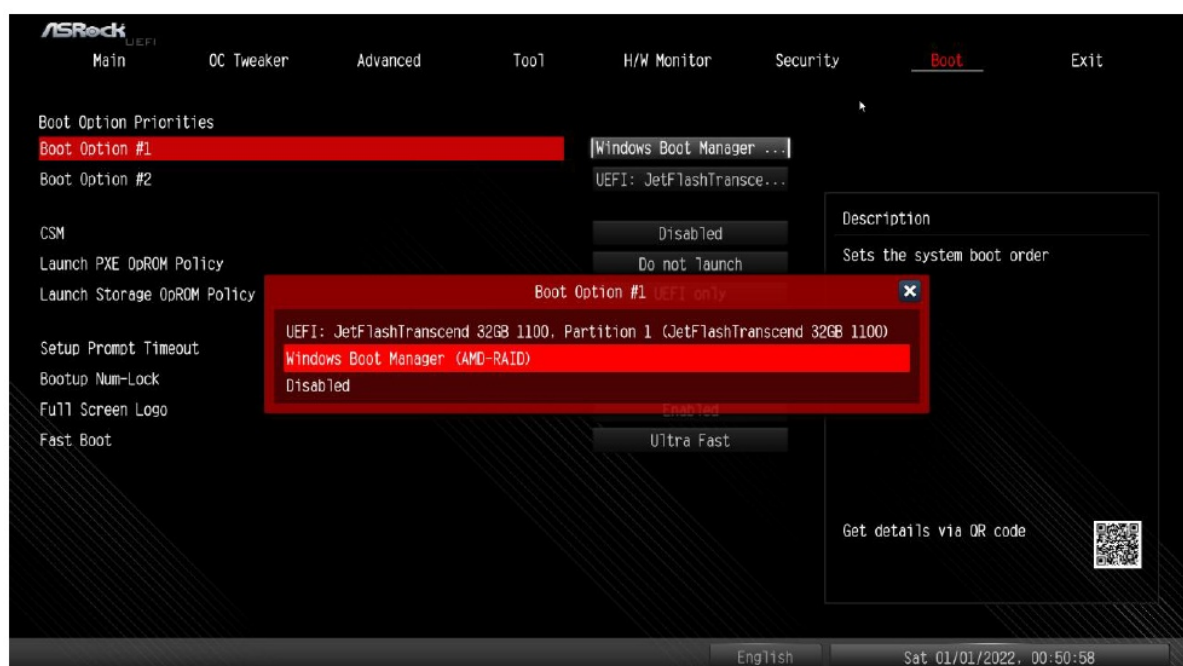 ASRock
UEFI
Main OC Tweaker Advanced Tool H/W Monitor Security Boot Exit
Boot Option Priorities
Boot Option #1 Windows Boot Manager ...
Boot Option #2 UEFI: JetFlashTransce...
CSM Disabled
Launch PXE OpROM Policy Do not launch
Launch Storage OpROM Policy UEFI only
Boot Option #1
UEFI: JetFlashTranscend 32GB 1100, Partition 1 (JetFlashTranscend 32GB 1100)
Windows Boot Manager (AMD-RAID)
Disabled
Setup Prompt Timeout
Bootup Num-Lock
Full Screen Logo Enabled
Fast Boot Ultra Fast
Description
Sets the system boot order
Get details via QR code
English Sat 01/01/2022, 00:50:58